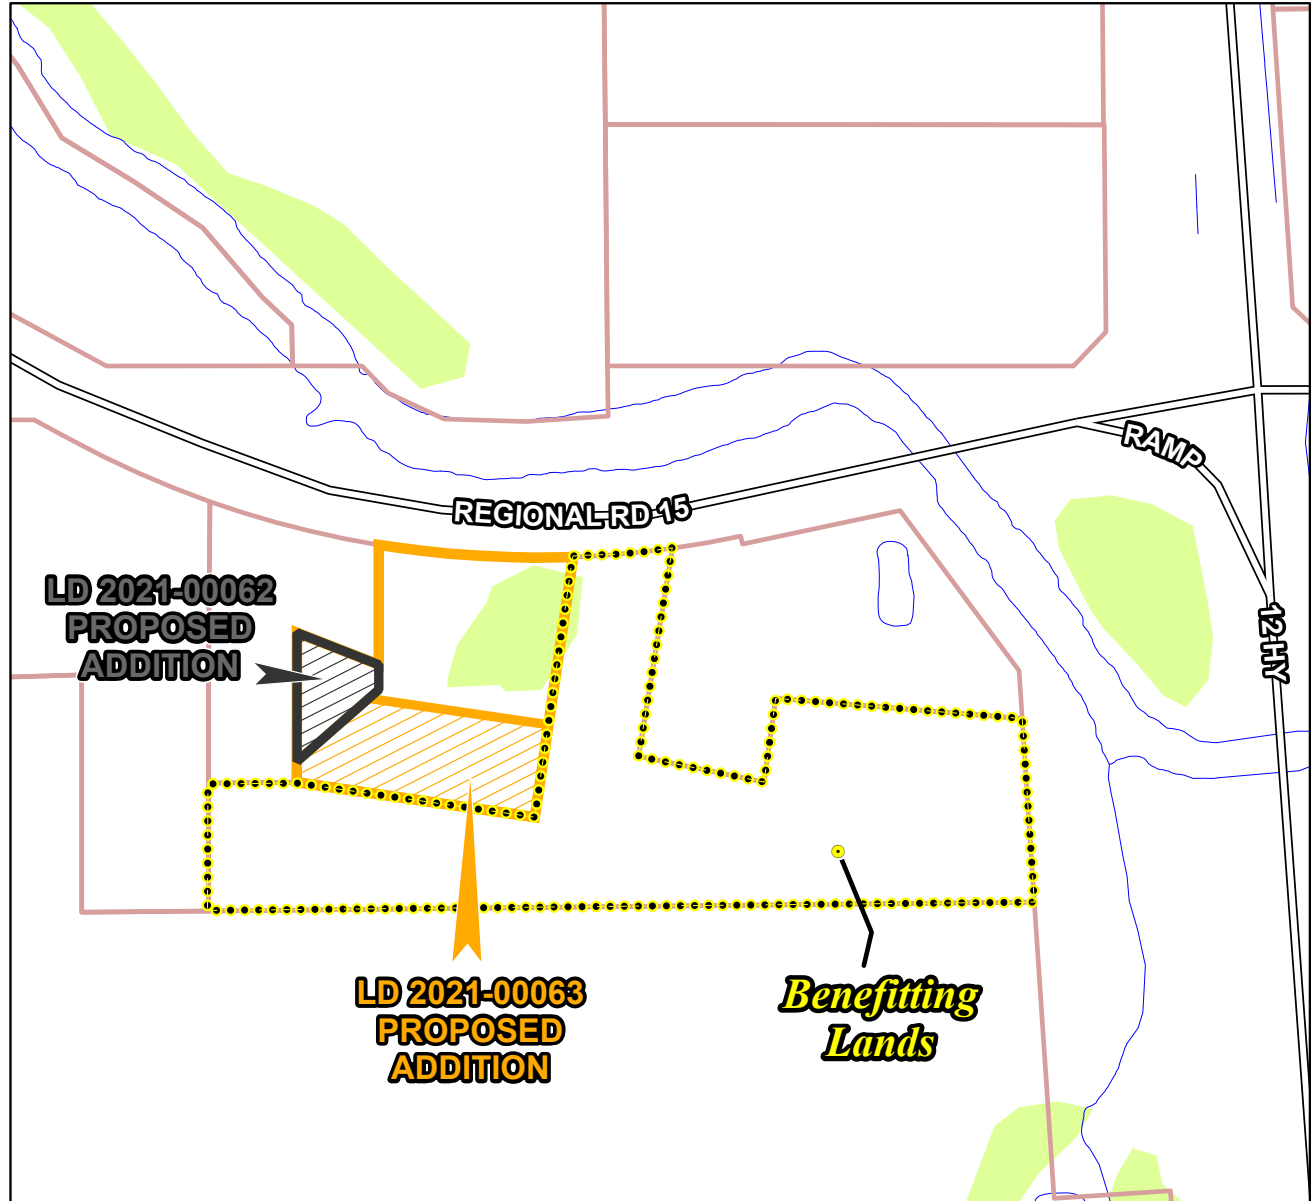 RAMP
REGIONAL RD 15
LD 2021-00062
PROPOSED
ADDITION
12 HY
LD 2021-00063
PROPOSED
ADDITION
Benefitting
Lands